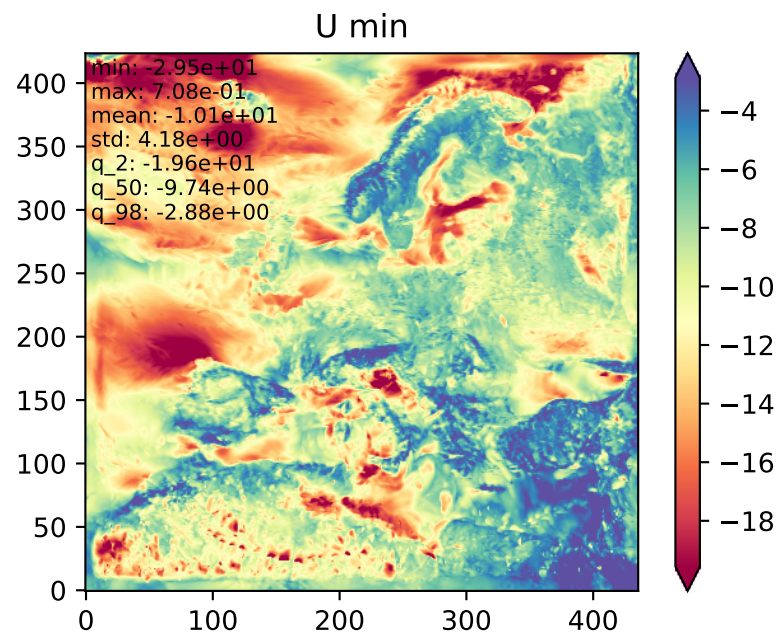 U min
min: -2.95e+01
max: 7.08e-01
mean: -1.01e+01
std: 4.18e+00
q_2: -1.96e+01
q_50: -9.74e+00
q_98: -2.88e+00
400
350
300
250
200
150
100
50
0
0 100 200 300 400
−4
−6
−8
−10
−12
−14
−16
−18